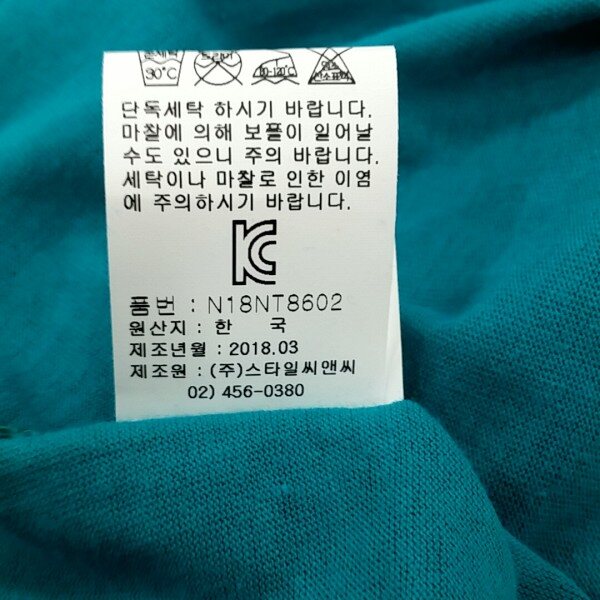 30°C 80-120°C
단독세탁 하시기 바랍니다.
마찰에 의해 보풀이 일어날
수도 있으니 주의 바랍니다.
세탁이나 마찰로 인한 이염
에 주의하시기 바랍니다.
KC
품번 : N18NT8602
원산지 : 한 국
제조년월 : 2018.03
제조원 : (주)스타일씨앤씨
02) 456-0380